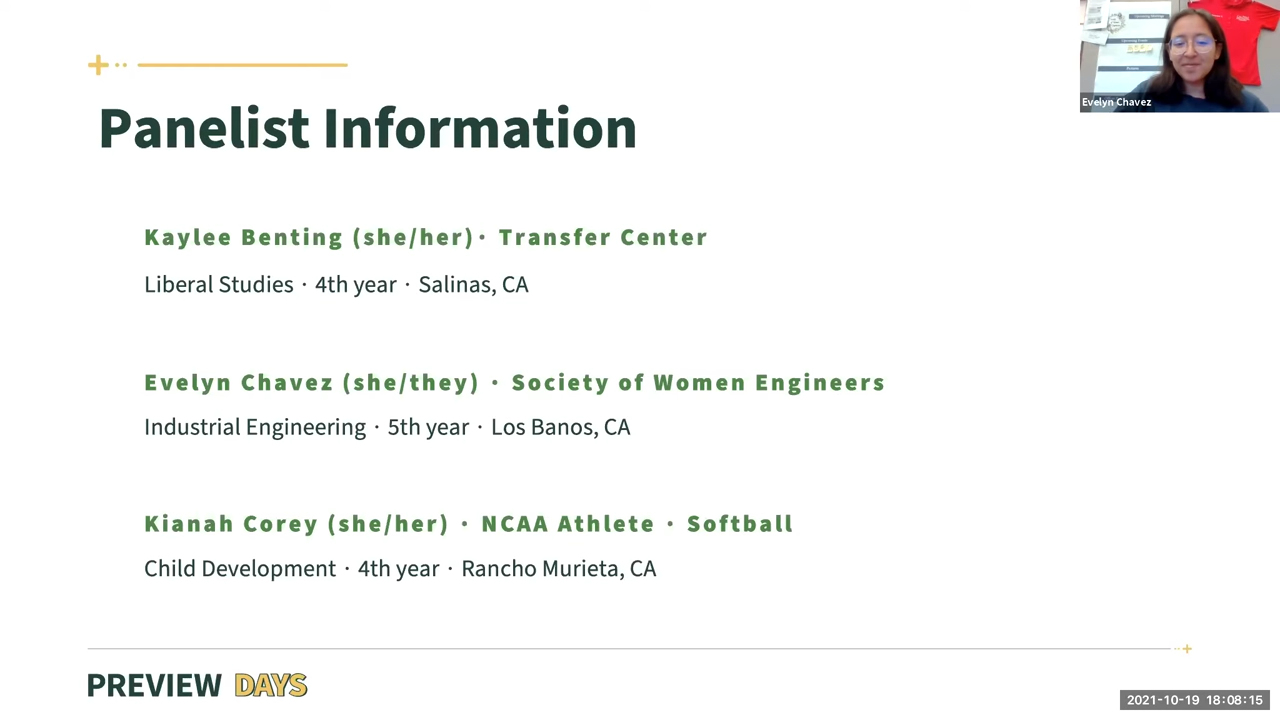 Panelist Information
Evelyn Chavez
Kaylee Benting (she/her) · Transfer Center
Liberal Studies · 4th year · Salinas, CA
Evelyn Chavez (she/they) · Society of Women Engineers
Industrial Engineering · 5th year · Los Banos, CA
Kianah Corey (she/her) · NCAA Athlete · Softball
Child Development · 4th year · Rancho Murieta, CA
PREVIEW DAYS
2021-10-19 18:08:15